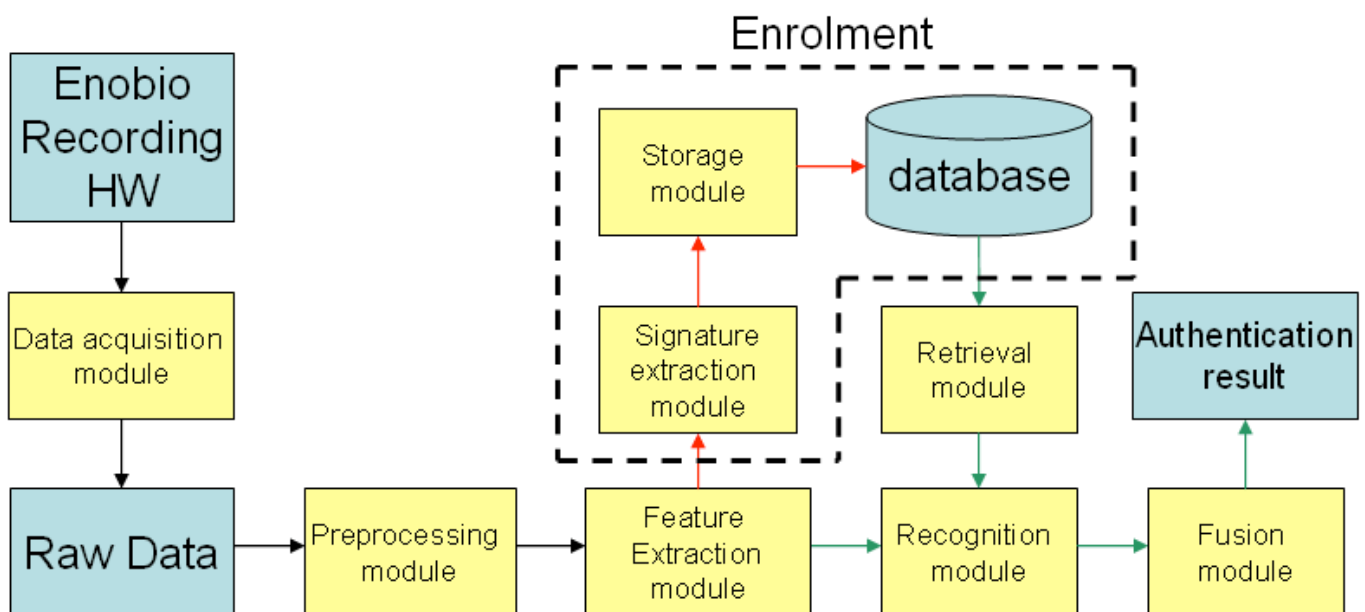 Enrolment
Enobio
Recording
HW
Storage
module
database
Data acquisition
module
Signature
extraction
module
Retrieval
module
Authentication
result
Raw Data
Preprocessing
module
Feature
Extraction
module
Recognition
module
Fusion
module